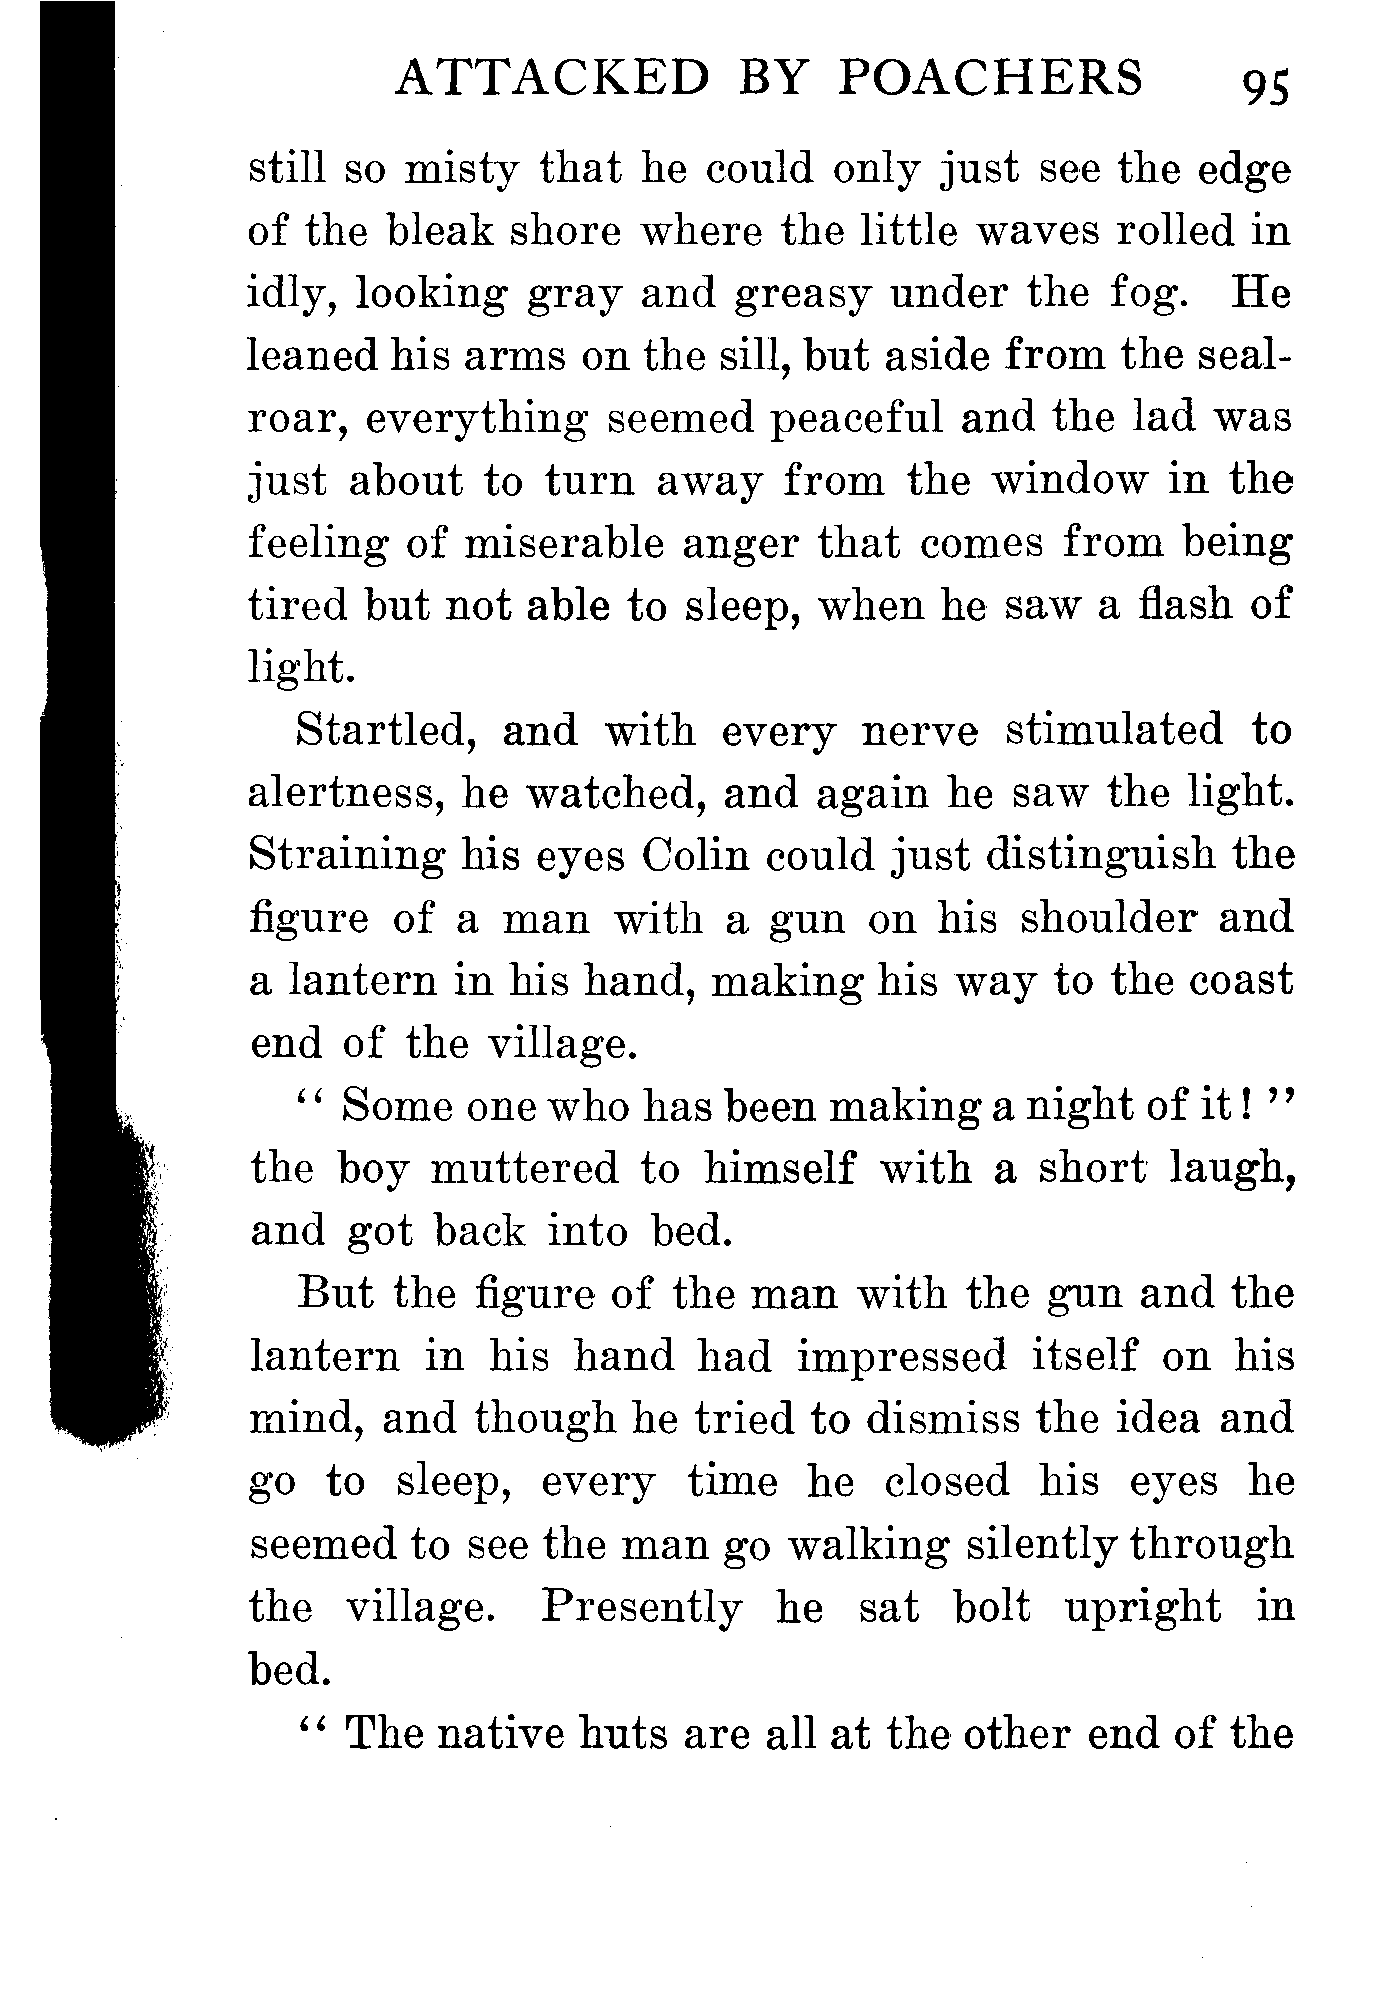 ATTACKED BY POACHERS 95
still so misty that he could only just see the edge
of the bleak shore where the little waves rolled in
idly, looking gray and greasy under the fog. He
leaned his arms on the sill, but aside from the seal-
roar, everything seemed peaceful and the lad was
just about to turn away from the window in the
feeling of miserable anger that comes from being
tired but not able to sleep, when he saw a flash of
light.
Startled, and with every nerve stimulated to
alertness, he watched, and again he saw the light.
Straining his eyes Colin could just distinguish the
figure of a man with a gun on his shoulder and
a lantern in his hand, making his way to the coast
end of the village.
“ Some one who has been making a night of it! ”
the boy muttered to himself with a short laugh,
and got back into bed.
But the figure of the man with the gun and the
lantern in his hand had impressed itself on his
mind, and though he tried to dismiss the idea and
go to sleep, every time he closed his eyes he
seemed to see the man go walking silently through
the village. Presently he sat bolt upright in
bed.
“ The native huts are all at the other end of the